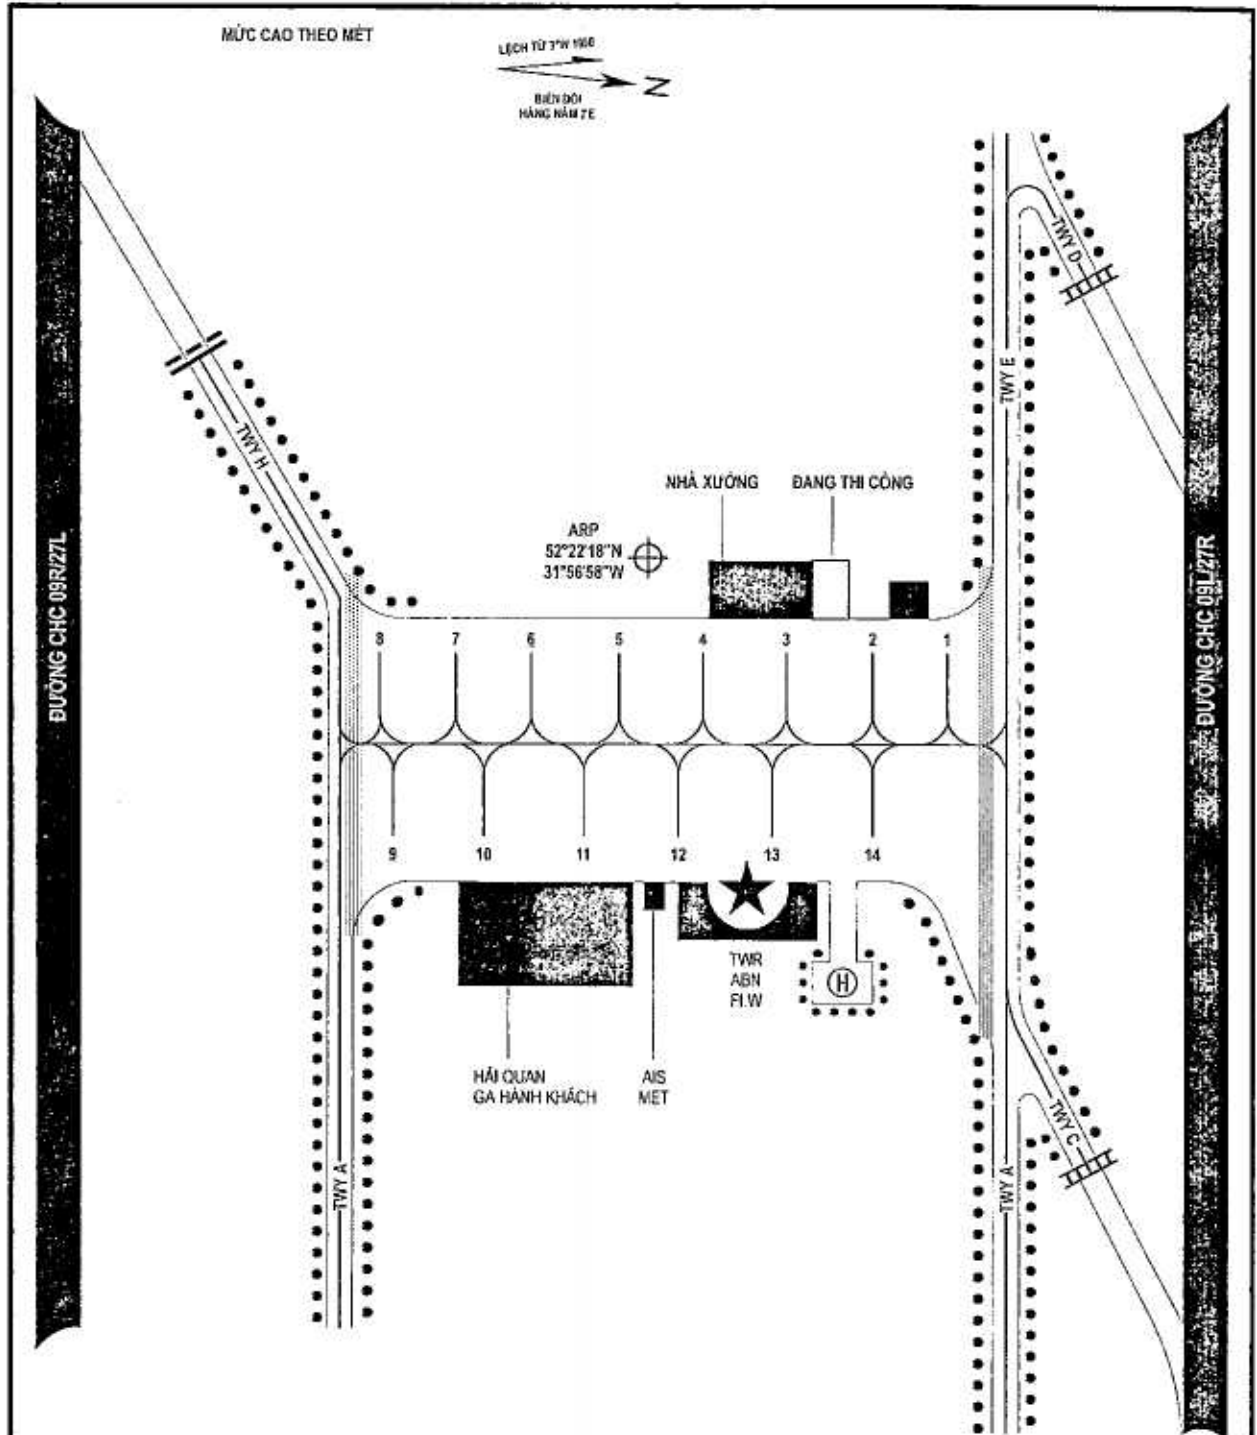 MỨC CAO THEO MÉT
LỆCH TỪ 3°W 1990
N
BIẾN ĐỔI
HÀNG NĂM 7'E
TWY D
TWY E
TWY H
NHÀ XƯỞNG
ĐANG THI CÔNG
ARP
52°22'18"N
31°56'58"W
ĐƯỜNG CHC 09R/27L
ĐƯỜNG CHC 09L/27R
8 7 6 5 4 3 2 1
9 10 11 12 13 14
TWR
ABN
H
HẢI QUAN
GA HÀNH KHÁCH
AIS
MET
TWY C
TWY A
TWY A